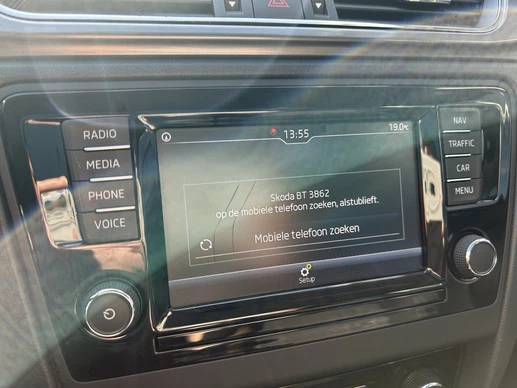 RADIO
MEDIA
PHONE
VOICE
13:55
19.0°C
Skoda BT 3862
op de mobiele telefoon zoeken, alstublieft.
Mobiele telefoon zoeken
Setup
NAV
TRAFFIC
CAR
MENU